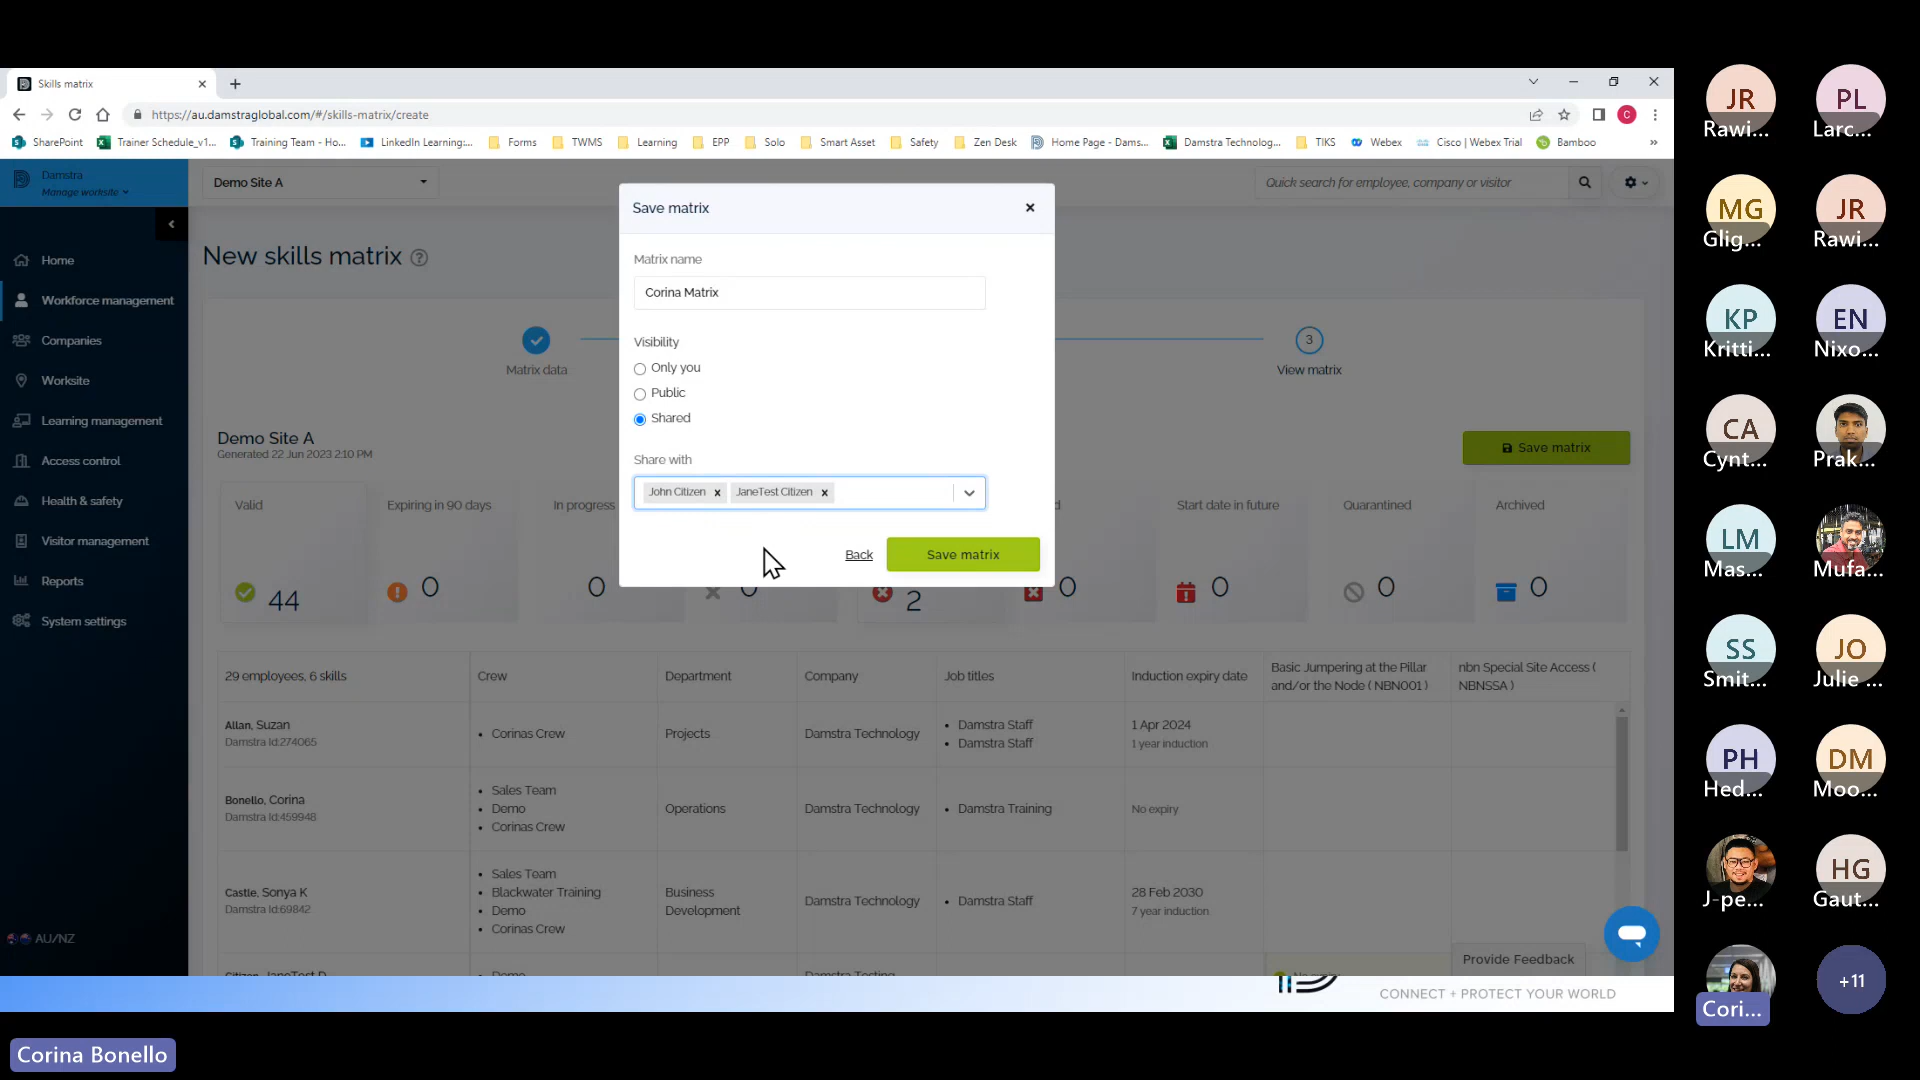 Skills matrix
https://au.damstraglobal.com/#/skills-matrix/create
SharePoint
Trainer Schedule_v1...
Training Team - Ho...
LinkedIn Learning:...
Forms
TWMS
Learning
EPP
Solo
Smart Asset
Safety
Zen Desk
Home Page - Dams...
Damstra Technolog...
TIKS
Webex
Cisco | Webex Trial
Bamboo
»
C
Damstra
Manage worksite
Demo Site A
Quick search for employee, company or visitor
Home
Workforce management
Companies
Worksite
Learning management
Access control
Health & safety
Visitor management
Reports
System settings
AU/NZ
New skills matrix ?
Matrix data
3
View matrix
Demo Site A
Generated 22 Jun 2023 2:10 PM
Save matrix
Valid
44
Expiring in 90 days
0
In progress
0
0
2
0
Start date in future
0
Quarantined
0
Archived
0
Save matrix
Matrix name
Corina Matrix
Visibility
Only you
Public
Shared
Share with
John Citizen x
JaneTest Citizen x
Back
Save matrix
29 employees, 6 skills
Crew
Department
Company
Job titles
Induction expiry date
Basic Jumpering at the Pillar
and/or the Node ( NBN001 )
nbn Special Site Access (
NBNSSA )
Allan, Suzan
Damstra Id:274065
Corinas Crew
Projects
Damstra Technology
Damstra Staff
Damstra Staff
1 Apr 2024
1 year induction
Bonello, Corina
Damstra Id:459948
Sales Team
Demo
Corinas Crew
Operations
Damstra Technology
Damstra Training
No expiry
Castle, Sonya K
Damstra Id:69842
Sales Team
Blackwater Training
Demo
Corinas Crew
Business
Development
Damstra Technology
Damstra Staff
28 Feb 2030
7 year induction
Citizen, JaneTest D
Demo
Damstra Testing
No expiry
Provide Feedback
CONNECT + PROTECT YOUR WORLD
Corina Bonello
JR
Rawi...
PL
Larc...
MG
Glig...
JR
Rawi...
KP
Kritti...
EN
Nixo...
CA
Cynt...
Prak...
LM
Mas...
Mufa...
SS
Smit...
JO
Julie ...
PH
Hed...
DM
Moo...
J-pe...
HG
Gaut...
Cori...
+11